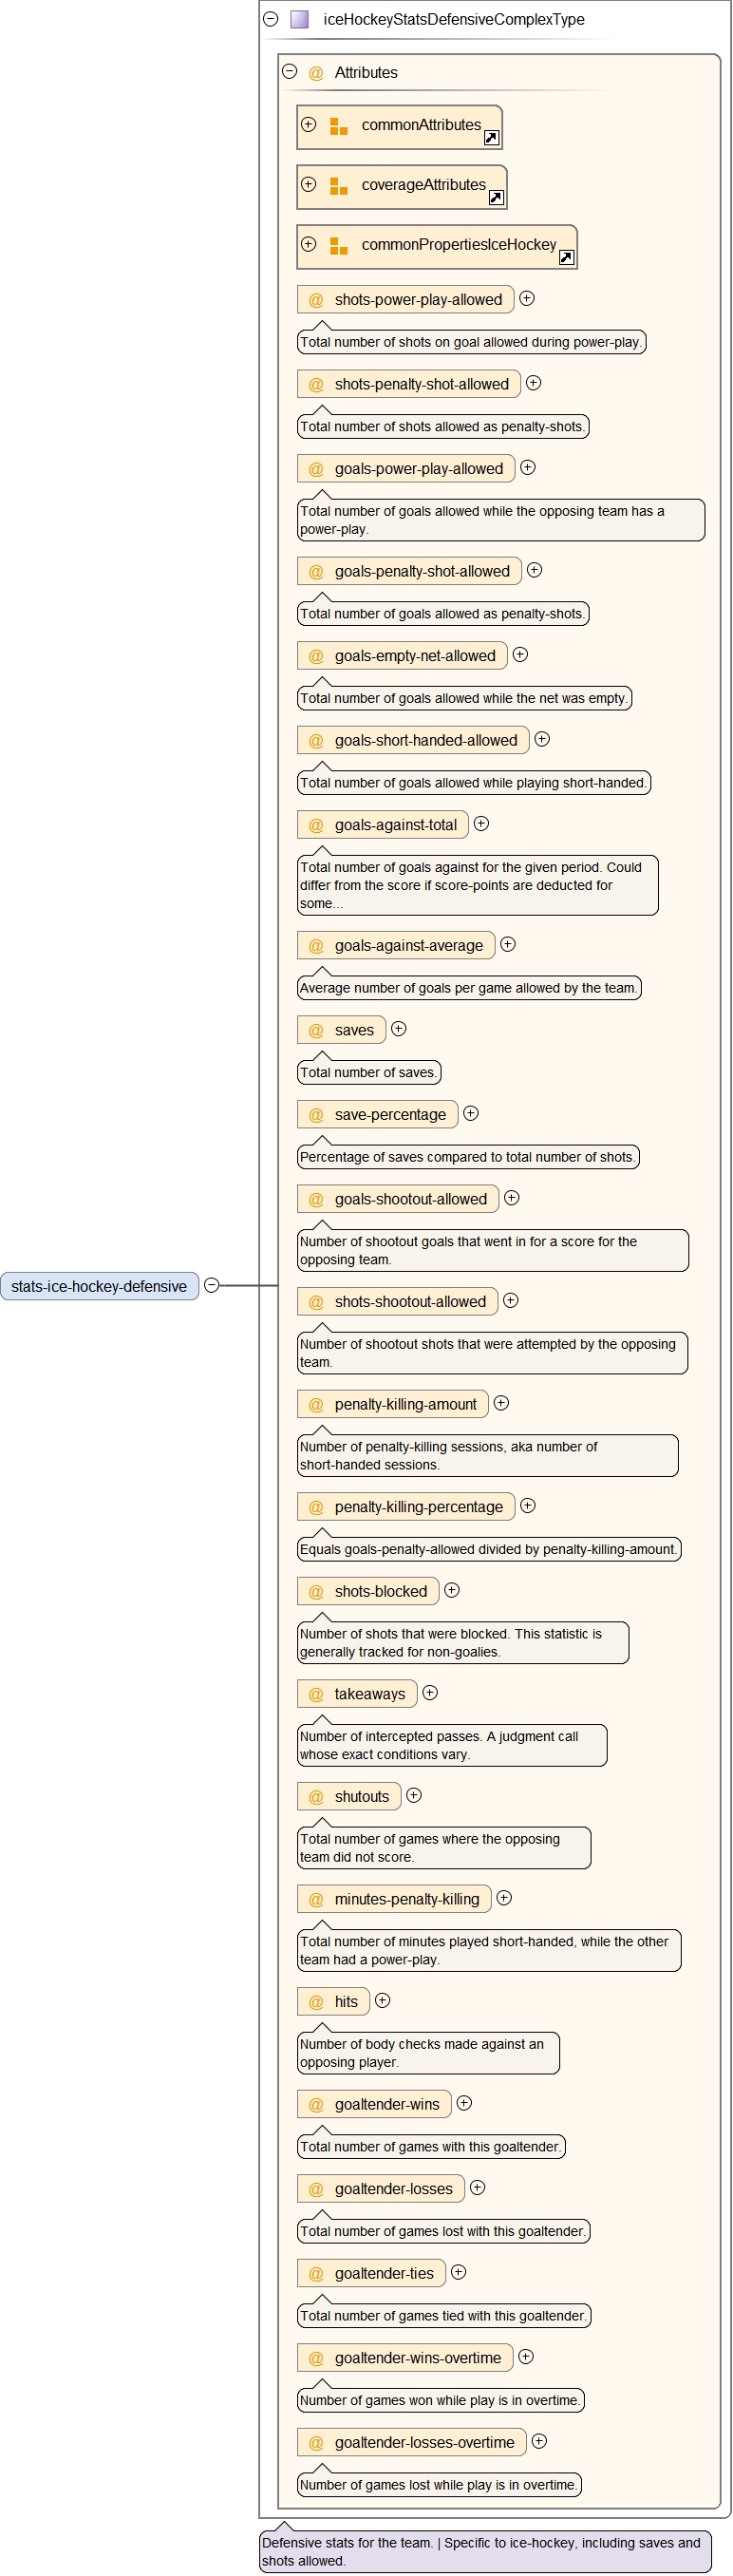 iceHockeyStatsDefensiveComplexType
@ Attributes
commonAttributes
coverageAttributes
commonPropertiesIceHockey
@ shots-power-play-allowed
Total number of shots on goal allowed during power-play.
@ shots-penalty-shot-allowed
Total number of shots allowed as penalty-shots.
@ goals-power-play-allowed
Total number of goals allowed while the opposing team has a
power-play.
@ goals-penalty-shot-allowed
Total number of goals allowed as penalty-shots.
@ goals-empty-net-allowed
Total number of goals allowed while the net was empty.
@ goals-short-handed-allowed
Total number of goals allowed while playing short-handed.
@ goals-against-total
Total number of goals against for the given period. Could
differ from the score if score-points are deducted for
some...
@ goals-against-average
Average number of goals per game allowed by the team.
@ saves
Total number of saves.
@ save-percentage
Percentage of saves compared to total number of shots.
@ goals-shootout-allowed
Number of shootout goals that went in for a score for the
opposing team.
stats-ice-hockey-defensive
@ shots-shootout-allowed
Number of shootout shots that were attempted by the opposing
team.
@ penalty-killing-amount
Number of penalty-killing sessions, aka number of
short-handed sessions.
@ penalty-killing-percentage
Equals goals-penalty-allowed divided by penalty-killing-amount.
@ shots-blocked
Number of shots that were blocked. This statistic is
generally tracked for non-goalies.
@ takeaways
Number of intercepted passes. A judgment call
whose exact conditions vary.
@ shutouts
Total number of games where the opposing
team did not score.
@ minutes-penalty-killing
Total number of minutes played short-handed, while the other
team had a power-play.
@ hits
Number of body checks made against an
opposing player.
@ goaltender-wins
Total number of games with this goaltender.
@ goaltender-losses
Total number of games lost with this goaltender.
@ goaltender-ties
Total number of games tied with this goaltender.
@ goaltender-wins-overtime
Number of games won while play is in overtime.
@ goaltender-losses-overtime
Number of games lost while play is in overtime.
Defensive stats for the team. | Specific to ice-hockey, including saves and
shots allowed.